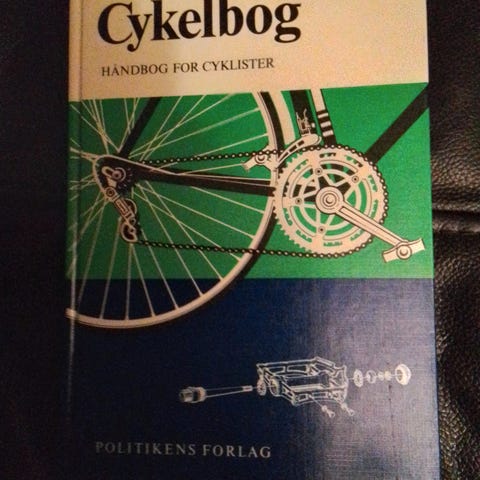 Cykelbog
HÅNDBOG FOR CYKLISTER
POLITIKENS FORLAG